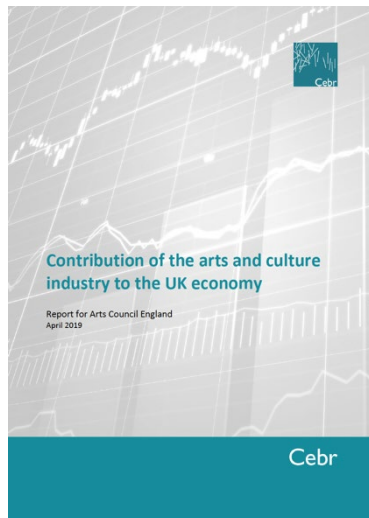 Cebr
Contribution of the arts and culture
industry to the UK economy
Report for Arts Council England
April 2019
Cebr